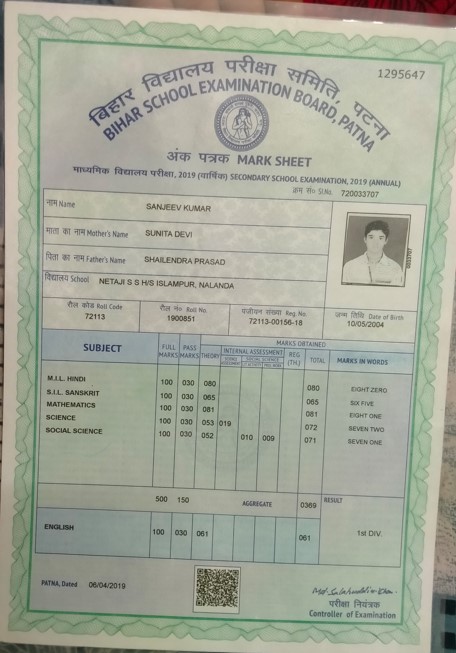 1295647
बिहार विद्यालय परीक्षा समिति, पटना
BIHAR SCHOOL EXAMINATION BOARD, PATNA
अंक पत्रक MARK SHEET
माध्यमिक विद्यालय परीक्षा, 2019 (वार्षिक) SECONDARY SCHOOL EXAMINATION, 2019 (ANNUAL)
क्रम सं० Sl.No. 720033707
नाम Name SANJEEV KUMAR
माता का नाम Mother's Name SUNITA DEVI
पिता का नाम Father's Name SHAILENDRA PRASAD
विद्यालय School NETAJI S S H/S ISLAMPUR, NALANDA
रौल कोड Roll Code रौल नं० Roll No. पंजीयन संख्या Reg. No. जन्म तिथि Date of Birth
72113 1900851 72113-00156-18 10/05/2004
SUBJECT FULL MARKS PASS MARKS THEORY MARKS OBTAINED INTERNAL ASSESSMENT REG (TH.) TOTAL MARKS IN WORDS
M.I.L. HINDI 100 030 080 080 EIGHT ZERO
S.I.L. SANSKRIT 100 030 065 065 SIX FIVE
MATHEMATICS 100 030 081 081 EIGHT ONE
SCIENCE 100 030 053 019 072 SEVEN TWO
SOCIAL SCIENCE 100 030 052 010 009 071 SEVEN ONE
500 150 AGGREGATE 0369 RESULT
ENGLISH 100 030 061 061 1st DIV.
PATNA, Dated 06/04/2019
परीक्षा नियंत्रक
Controller of Examination